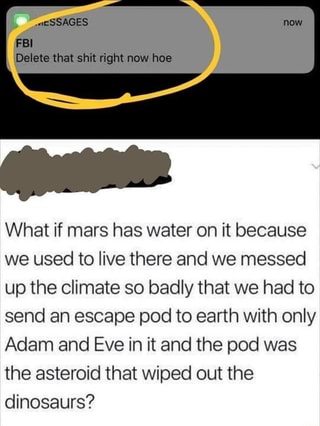 MESSAGES now
FBI
Delete that shit right now hoe
What if mars has water on it because
we used to live there and we messed
up the climate so badly that we had to
send an escape pod to earth with only
Adam and Eve in it and the pod was
the asteroid that wiped out the
dinosaurs?